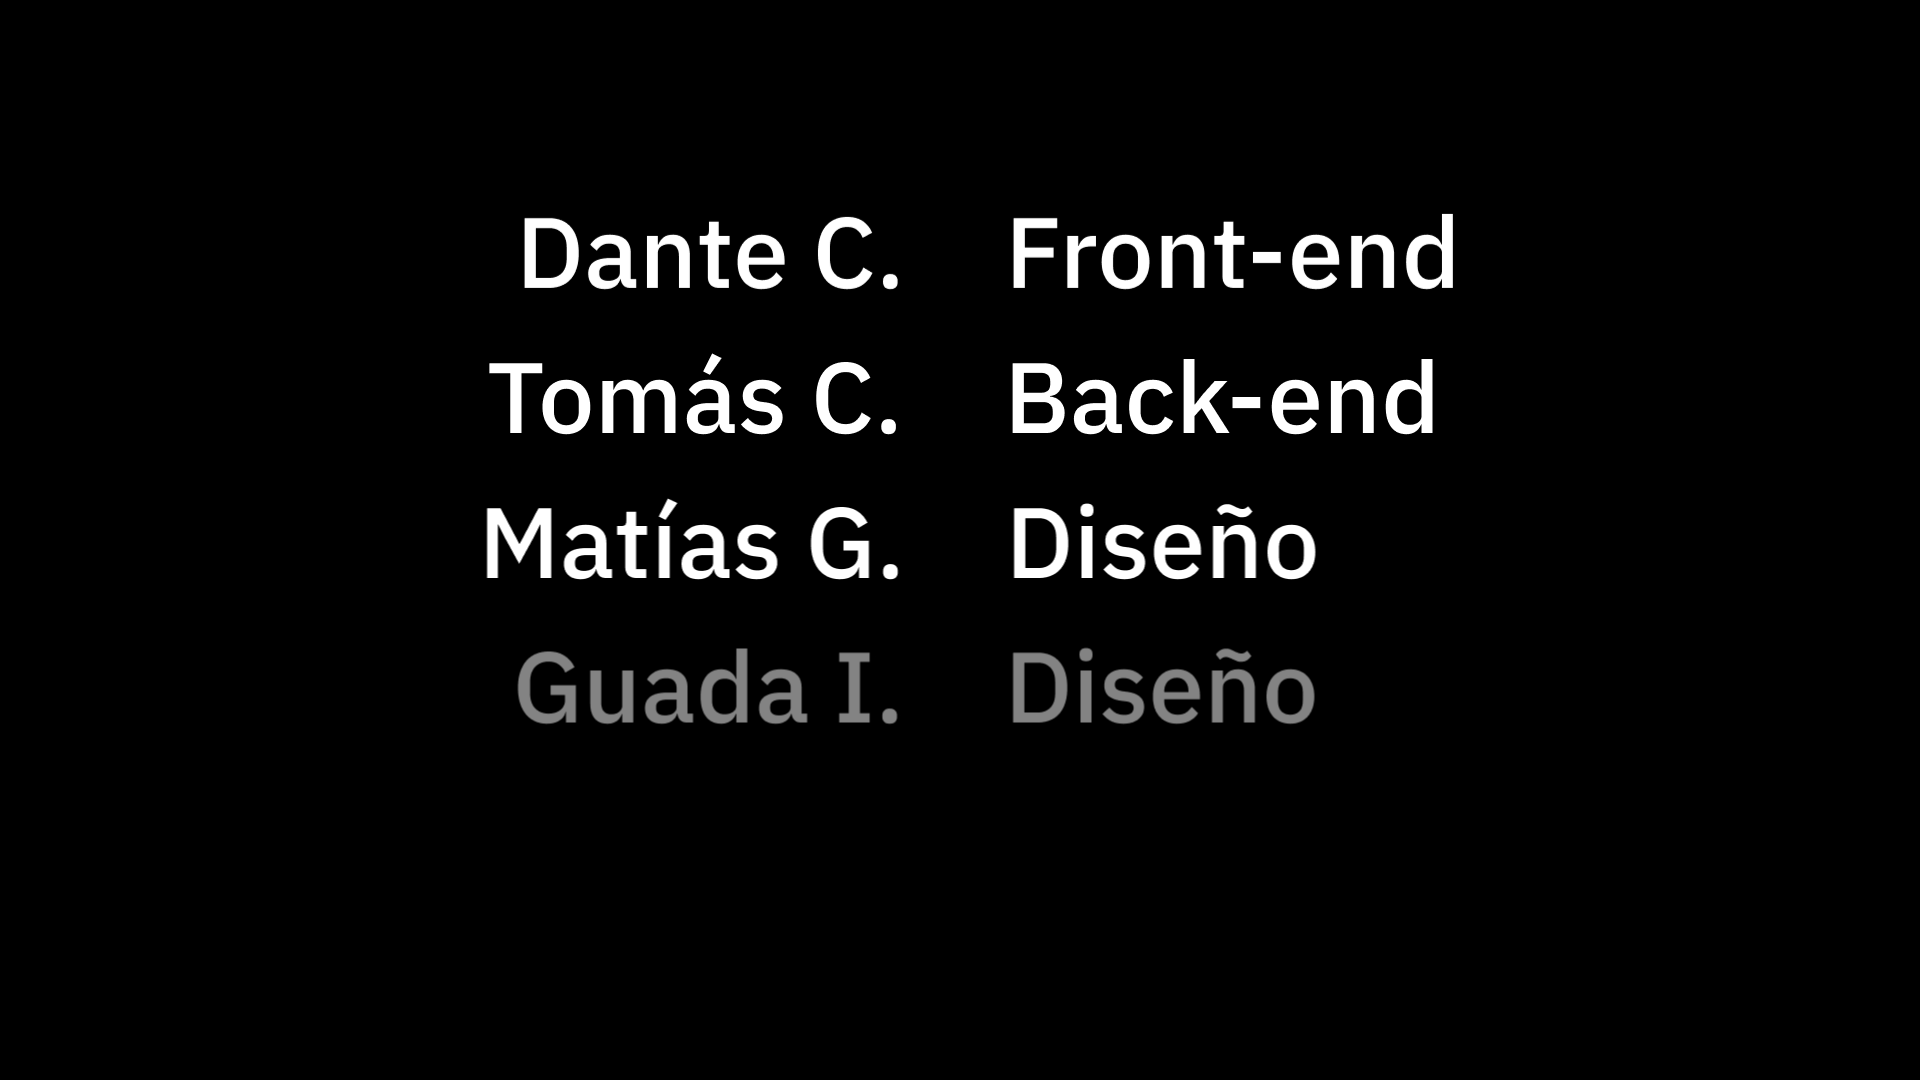 Dante C. Front-end
Tomás C. Back-end
Matías G. Diseño
Guada I. Diseño